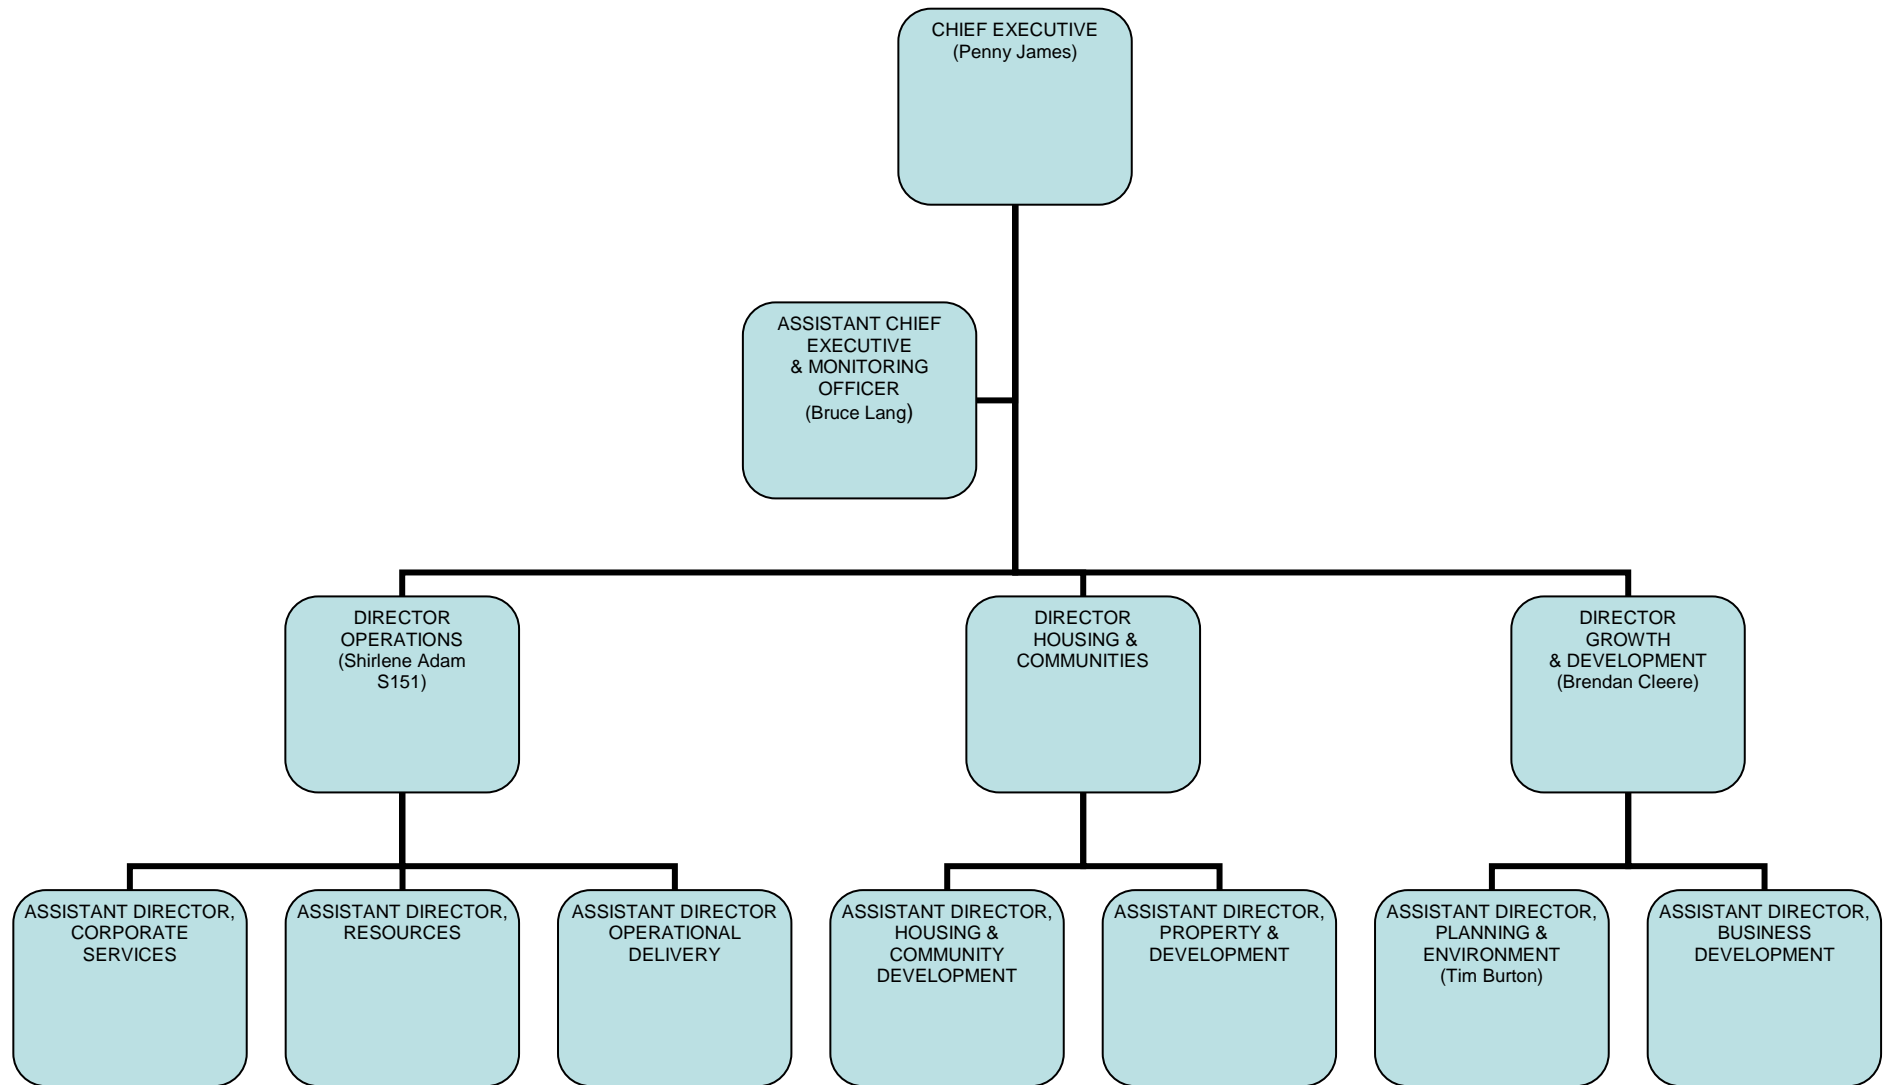 CHIEF EXECUTIVE
(Penny James)
ASSISTANT CHIEF
EXECUTIVE
& MONITORING
OFFICER
(Bruce Lang)
DIRECTOR
OPERATIONS
(Shirlene Adam
S151)
DIRECTOR
HOUSING &
COMMUNITIES
DIRECTOR
GROWTH
& DEVELOPMENT
(Brendan Cleere)
ASSISTANT DIRECTOR,
CORPORATE
SERVICES
ASSISTANT DIRECTOR,
RESOURCES
ASSISTANT DIRECTOR
OPERATIONAL
DELIVERY
ASSISTANT DIRECTOR,
HOUSING &
COMMUNITY
DEVELOPMENT
ASSISTANT DIRECTOR,
PROPERTY &
DEVELOPMENT
ASSISTANT DIRECTOR,
PLANNING &
ENVIRONMENT
(Tim Burton)
ASSISTANT DIRECTOR,
BUSINESS
DEVELOPMENT